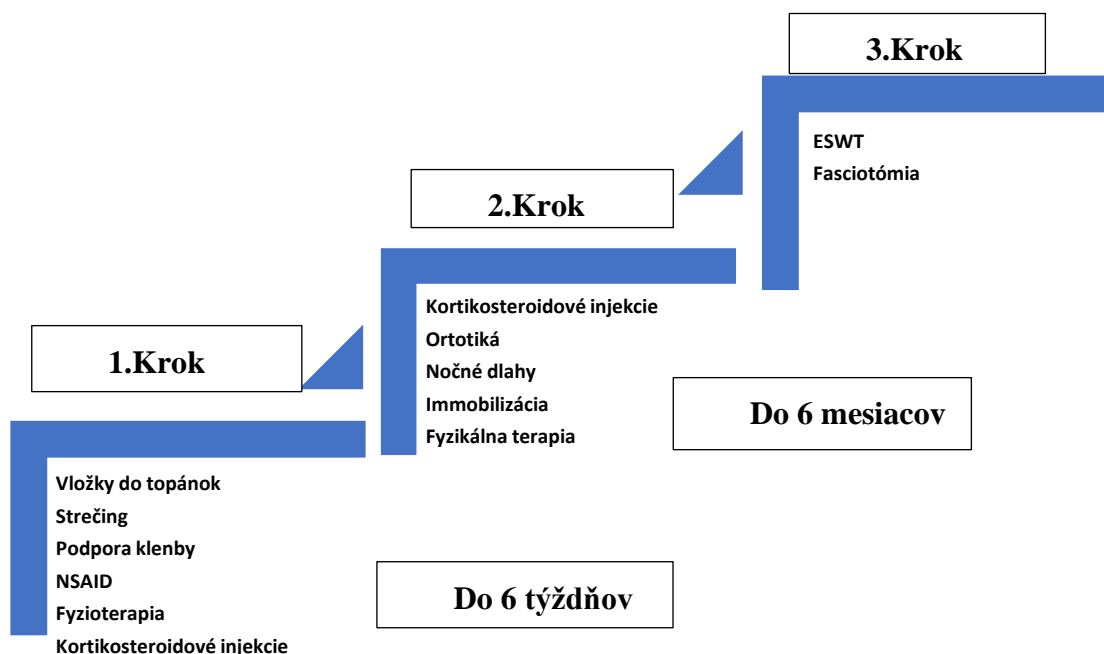 3.Krok
ESWT
Fasciotómia
2.Krok
Kortikosteroidové injekcie
Ortotiká
Nočné dlahy
Immobilizácia
Fyzikálna terapia
Do 6 mesiacov
1.Krok
Vložky do topánok
Strečing
Podpora klenby
NSAID
Fyzioterapia
Kortikosteroidové injekcie
Do 6 týždňov